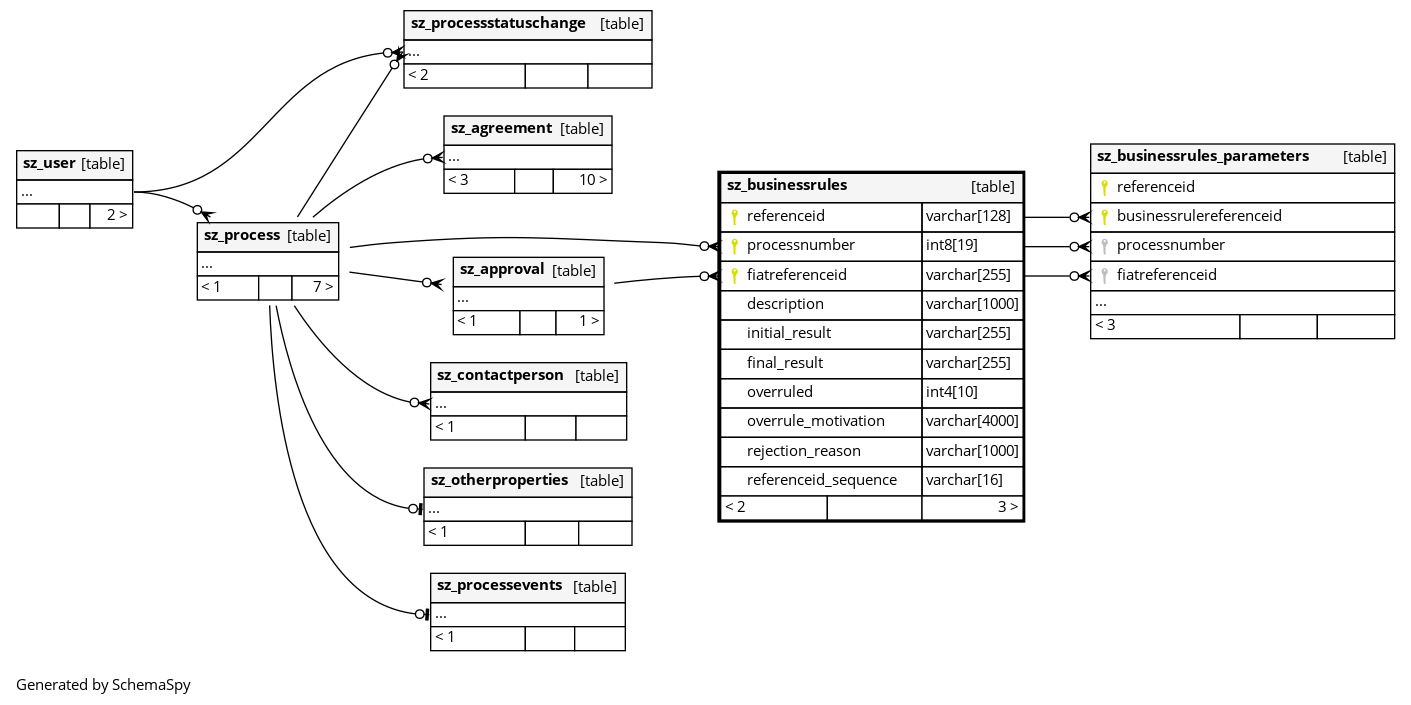 sz_processstatuschange [table]
...
< 2
sz_agreement [table]
...
< 3 10 >
sz_user [table]
...
2 >
sz_process [table]
...
< 1 7 >
sz_approval [table]
...
< 1 1 >
sz_contactperson [table]
...
< 1
sz_otherproperties [table]
...
< 1
sz_processevents [table]
...
< 1
sz_businessrules [table]
referenceid varchar[128]
processnumber int8[19]
fiatreferenceid varchar[255]
description varchar[1000]
initial_result varchar[255]
final_result varchar[255]
overruled int4[10]
overrule_motivation varchar[4000]
rejection_reason varchar[1000]
referenceid_sequence varchar[16]
< 2 3 >
sz_businessrules_parameters [table]
referenceid
businessrulereferenceid
processnumber
fiatreferenceid
...
< 3
Generated by SchemaSpy